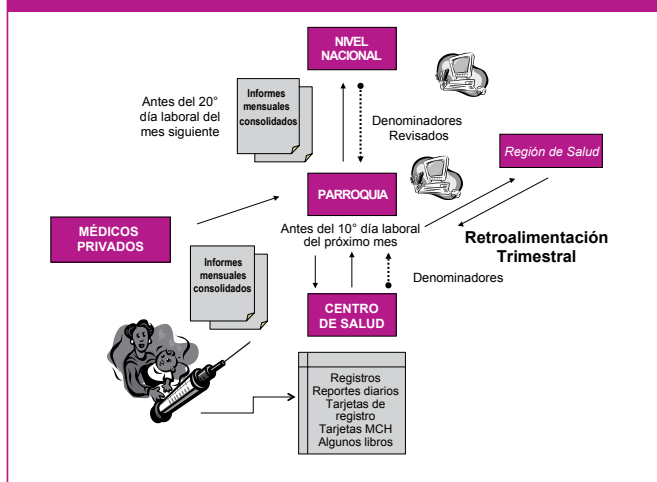 NIVEL
NACIONAL
Antes del 20°
día laboral del
mes siguiente
Informes
mensuales
consolidados
Denominadores
Revisados
Región de Salud
PARROQUIA
MÉDICOS
PRIVADOS
Antes del 10° día laboral
del próximo mes
Retroalimentación
Trimestral
Informes
mensuales
consolidados
Denominadores
CENTRO
DE SALUD
Registros
Reportes diarios
Tarjetas de
registro
Tarjetas MCH
Algunos libros